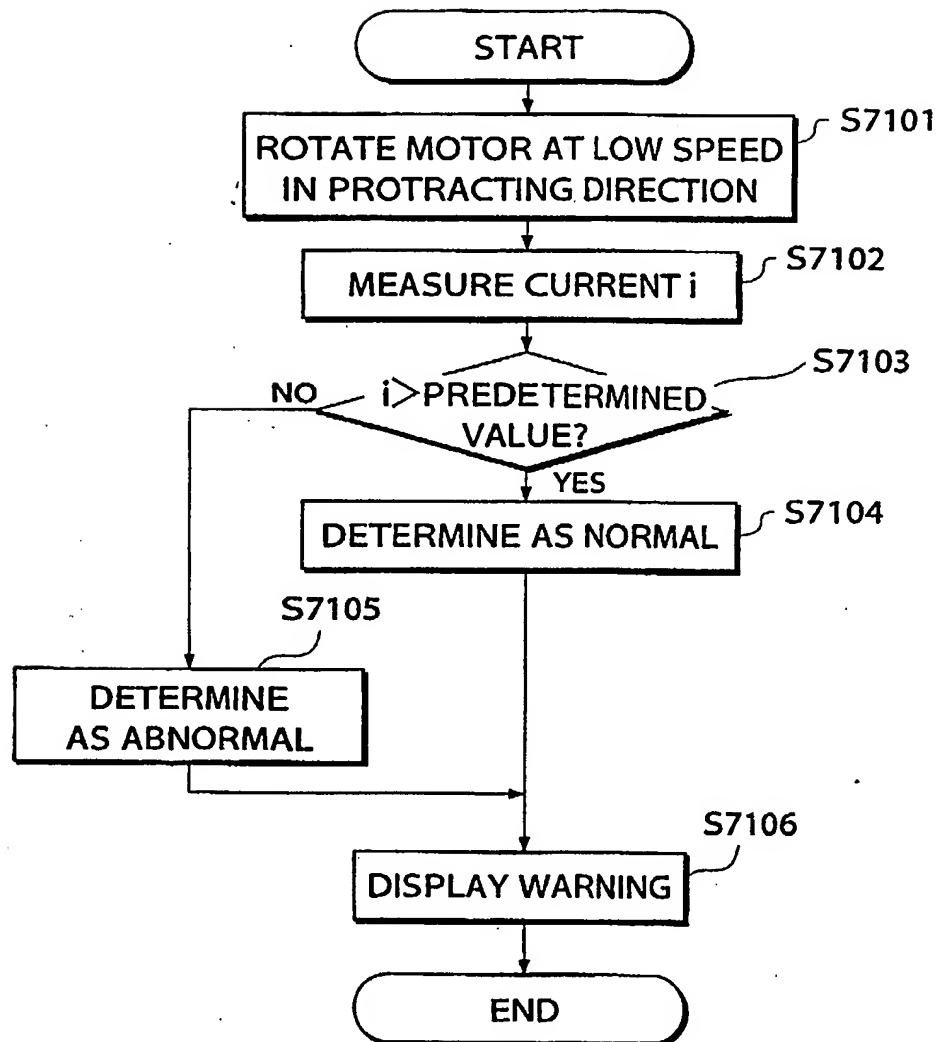 START
S7101
ROTATE MOTOR AT LOW SPEED
IN PROTRACTING DIRECTION
S7102
MEASURE CURRENT i
S7103
NO
i>PREDETERMINED
VALUE?
YES
S7104
DETERMINE AS NORMAL
S7105
DETERMINE
AS ABNORMAL
S7106
DISPLAY WARNING
END